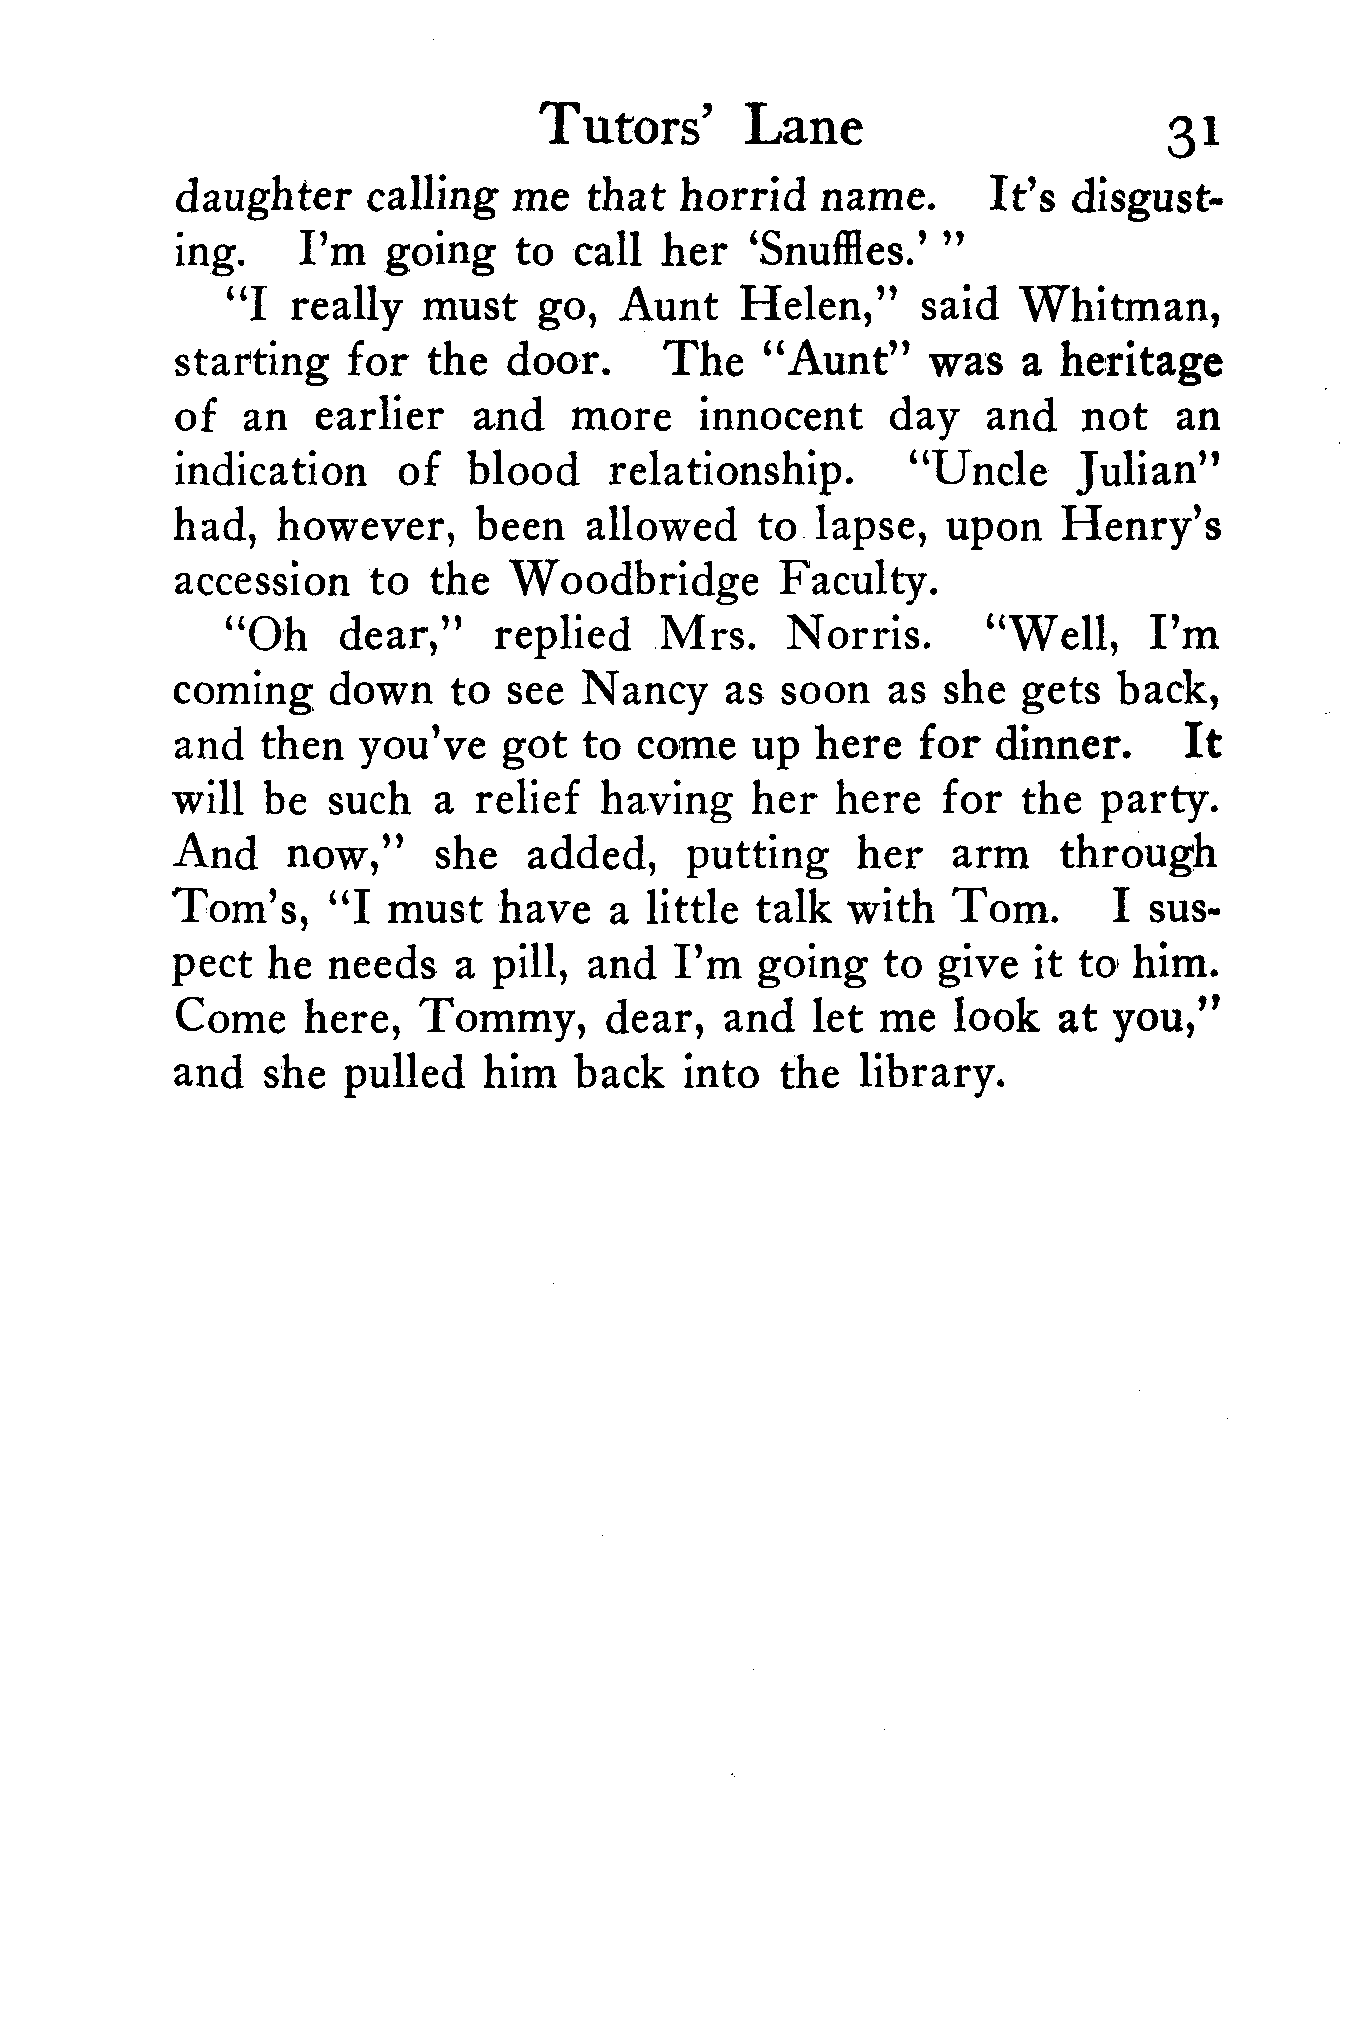 Tutors’ Lane 31
daughter calling me that horrid name. It’s disgust-
ing. I’m going to call her ‘Snuffles.’ ”
“I really must go, Aunt Helen,” said Whitman,
starting for the door. The “Aunt” was a heritage
of an earlier and more innocent day and not an
indication of blood relationship. “Uncle Julian”
had, however, been allowed to lapse, upon Henry’s
accession to the Woodbridge Faculty.
“Oh dear,” replied Mrs. Norris. “Well, I’m
coming down to see Nancy as soon as she gets back,
and then you’ve got to come up here for dinner. It
will be such a relief having her here for the party.
And now,” she added, putting her arm through
Tom’s, “I must have a little talk with Tom. I sus-
pect he needs a pill, and I’m going to give it to him.
Come here, Tommy, dear, and let me look at you,”
and she pulled him back into the library.